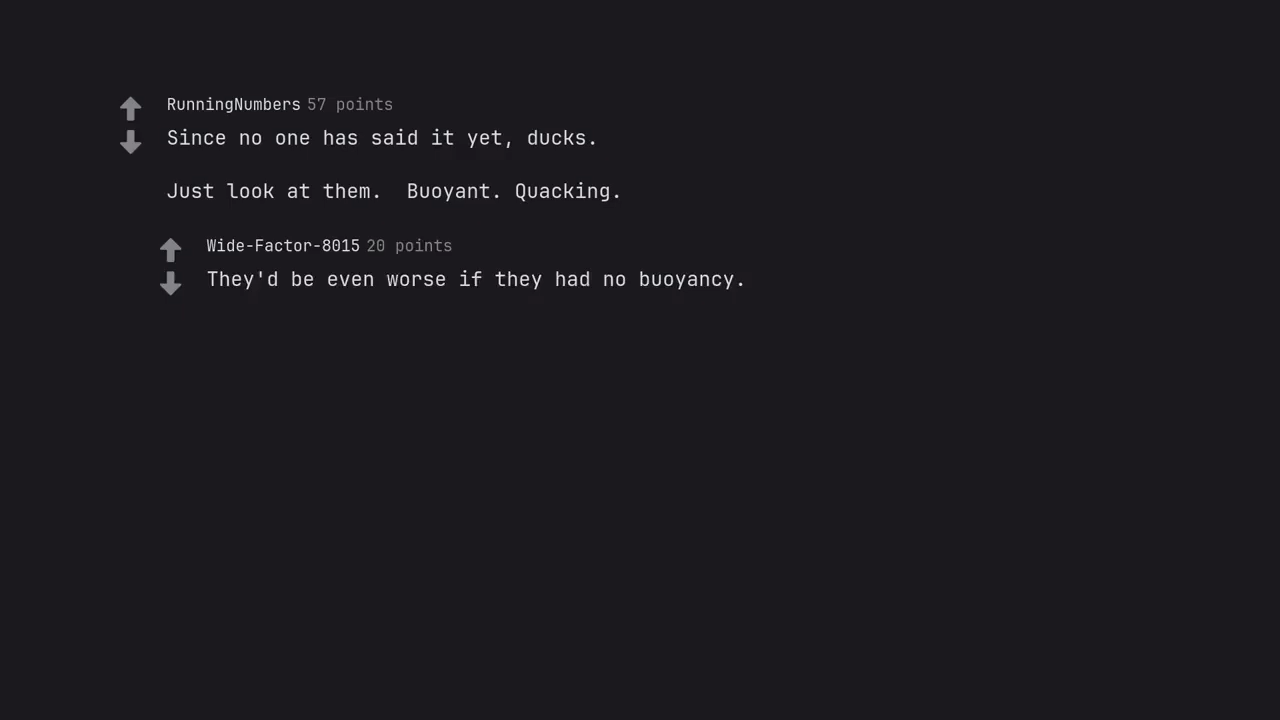 RunningNumbers 57 points
Since no one has said it yet, ducks.
Just look at them.  Buoyant. Quacking.
Wide-Factor-8015 20 points
They'd be even worse if they had no buoyancy.